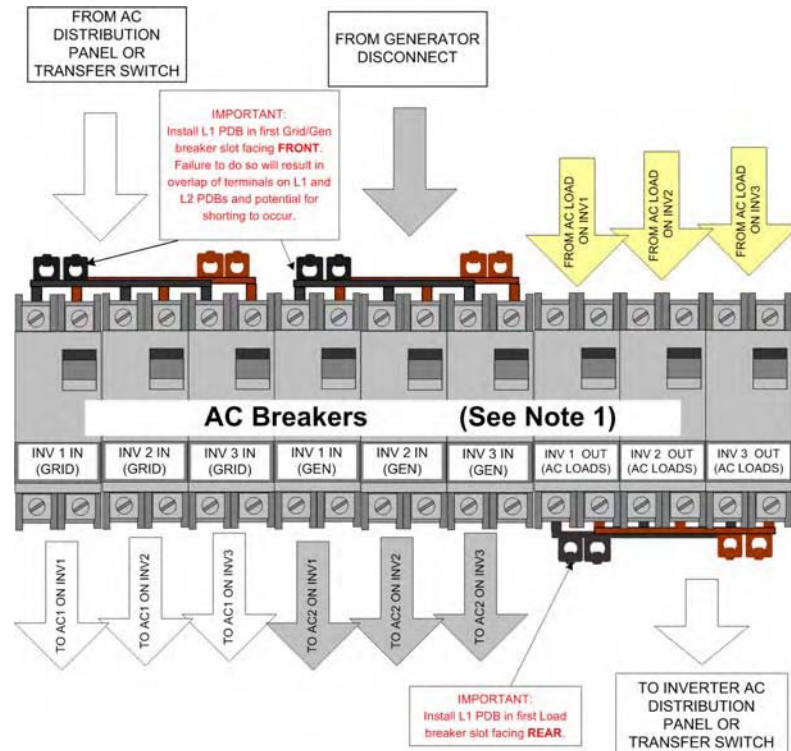 FROM AC
DISTRIBUTION
PANEL OR
TRANSFER SWITCH
FROM GENERATOR
DISCONNECT
IMPORTANT:
Install L1 PDB in first Grid/Gen
breaker slot facing FRONT.
Failure to do so will result in
overlap of terminals on L1 and
L2 PDBs and potential for
shorting to occur.
FROM AC LOAD
ON INV1
FROM AC LOAD
ON INV2
FROM AC LOAD
ON INV3
AC Breakers (See Note 1)
INV 1 IN
(GRID)
INV 2 IN
(GRID)
INV 3 IN
(GRID)
INV 1 IN
(GEN)
INV 2 IN
(GEN)
INV 3 IN
(GEN)
INV 1 OUT
(AC LOADS)
INV 2 OUT
(AC LOADS)
INV 3 OUT
(AC LOADS)
TO AC1 ON INV1
TO AC1 ON INV2
TO AC1 ON INV3
TO AC2 ON INV1
TO AC2 ON INV2
TO AC2 ON INV3
IMPORTANT:
Install L1 PDB in first Load
breaker slot facing REAR.
TO INVERTER AC
DISTRIBUTION
PANEL OR
TRANSFER SWITCH